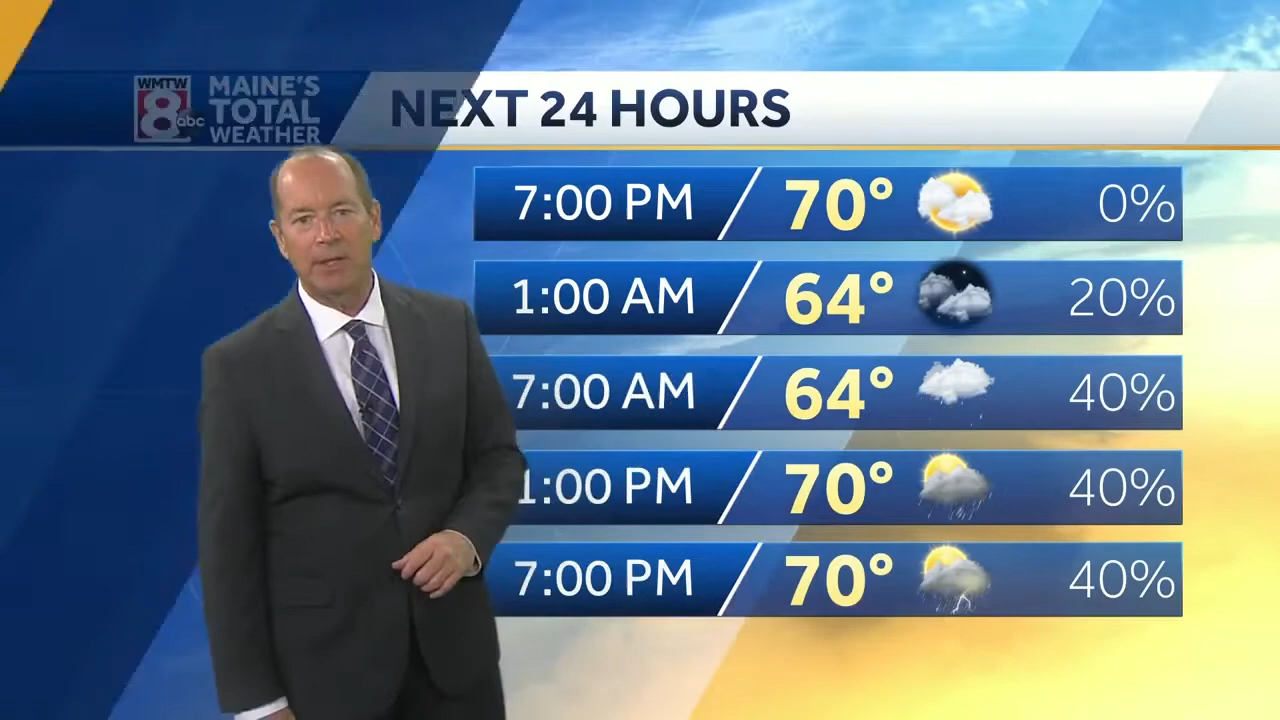 WMTW
8
abc
MAINE'S
TOTAL
WEATHER
NEXT 24 HOURS
7:00 PM 70° 0%
1:00 AM 64° 20%
7:00 AM 64° 40%
1:00 PM 70° 40%
7:00 PM 70° 40%